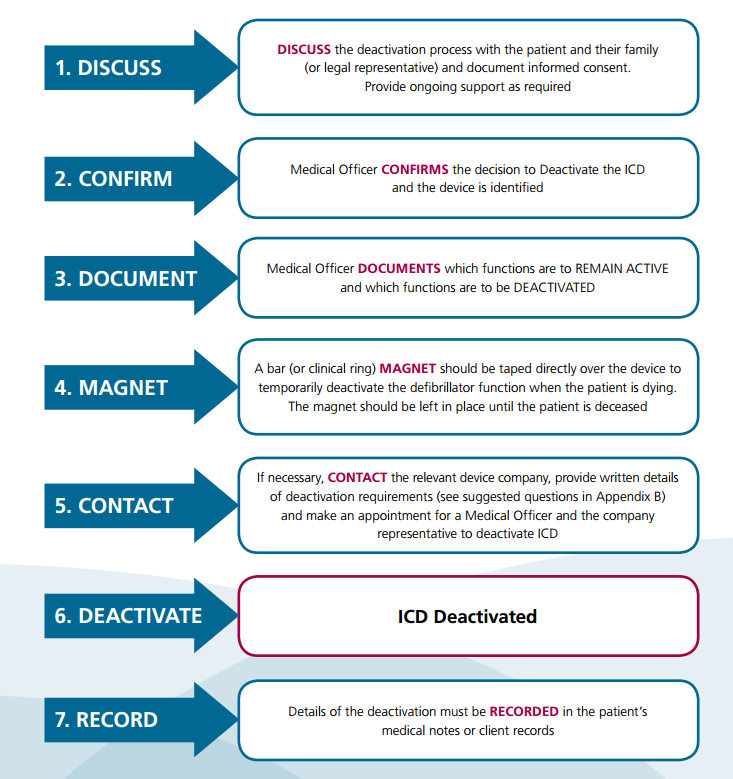 1. DISCUSS
DISCUSS the deactivation process with the patient and their family
(or legal representative) and document informed consent.
Provide ongoing support as required
2. CONFIRM
Medical Officer CONFIRMS the decision to Deactivate the ICD
and the device is identified
3. DOCUMENT
Medical Officer DOCUMENTS which functions are to REMAIN ACTIVE
and which functions are to be DEACTIVATED
4. MAGNET
A bar (or clinical ring) MAGNET should be taped directly over the device to
temporarily deactivate the defibrillator function when the patient is dying.
The magnet should be left in place until the patient is deceased
5. CONTACT
If necessary, CONTACT the relevant device company, provide written details
of deactivation requirements (see suggested questions in Appendix B)
and make an appointment for a Medical Officer and the company
representative to deactivate ICD
6. DEACTIVATE
ICD Deactivated
7. RECORD
Details of the deactivation must be RECORDED in the patient's
medical notes or client records